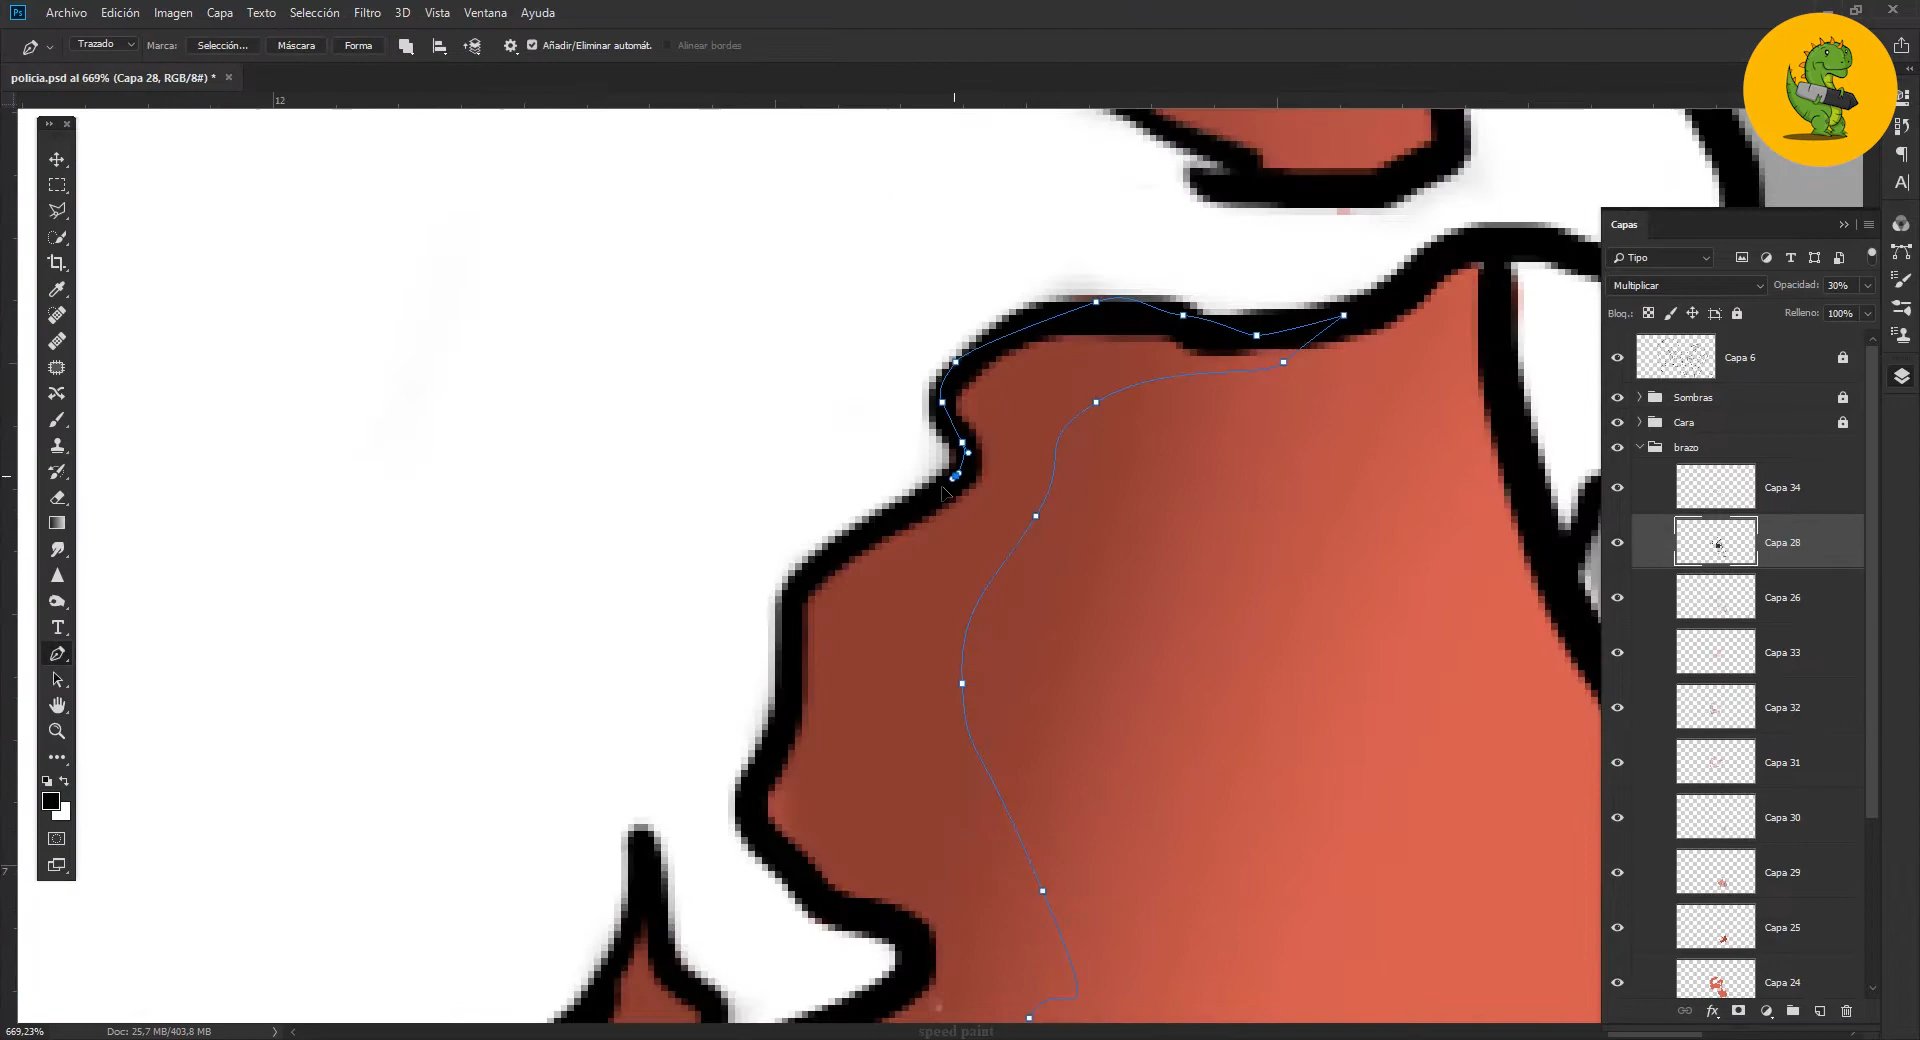 Ps Archivo Edición Imagen Capa Texto Selección Filtro 3D Vista Ventana Ayuda
Trazado Marca: Selección... Máscara Forma Añadir/Eliminar automát. Alinear bordes
policia.psd al 669% (Capa 28, RGB/8#) *
12
Capas
Tipo
Multiplicar Opacidad: 30%
Bloq.: Relleno: 100%
Capa 6
Sombras
Cara
brazo
Capa 34
Capa 28
Capa 26
Capa 33
Capa 32
Capa 31
Capa 30
7
Capa 29
Capa 25
Capa 24
669,23% Doc: 25,7 MB/403,8 MB
speed paint